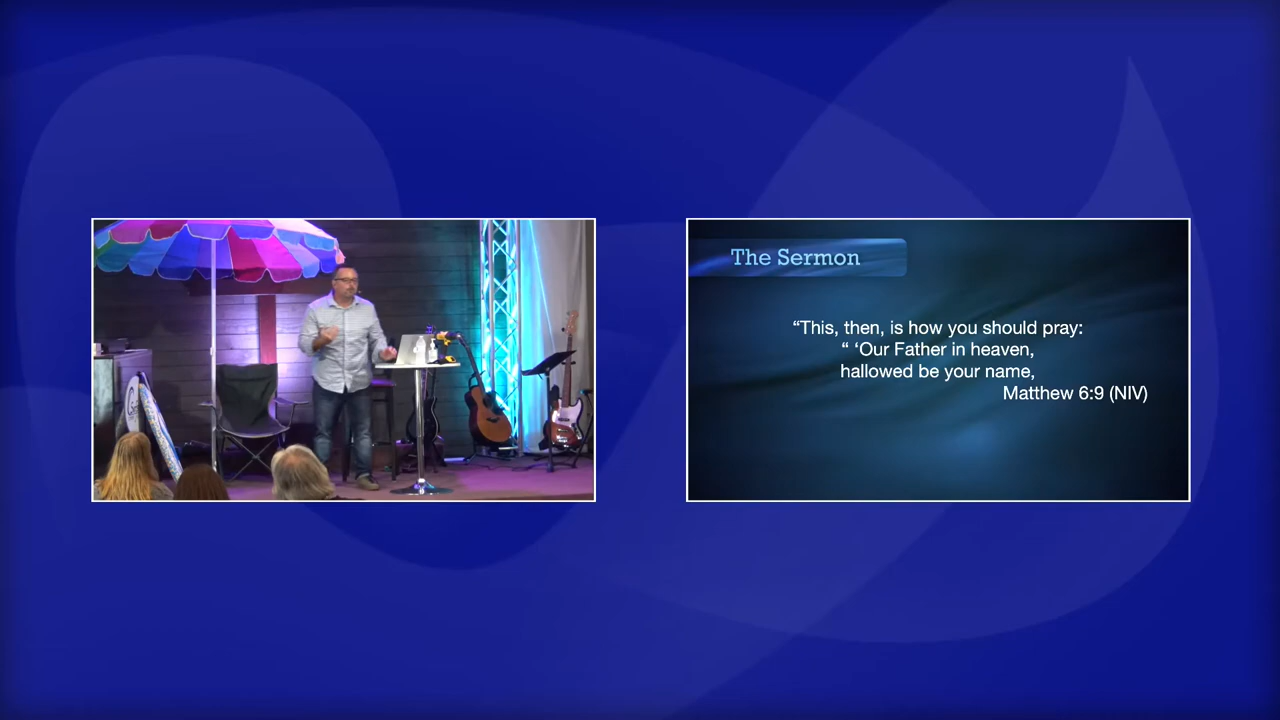 The Sermon
“This, then, is how you should pray:
“ ‘Our Father in heaven,
hallowed be your name,
Matthew 6:9 (NIV)